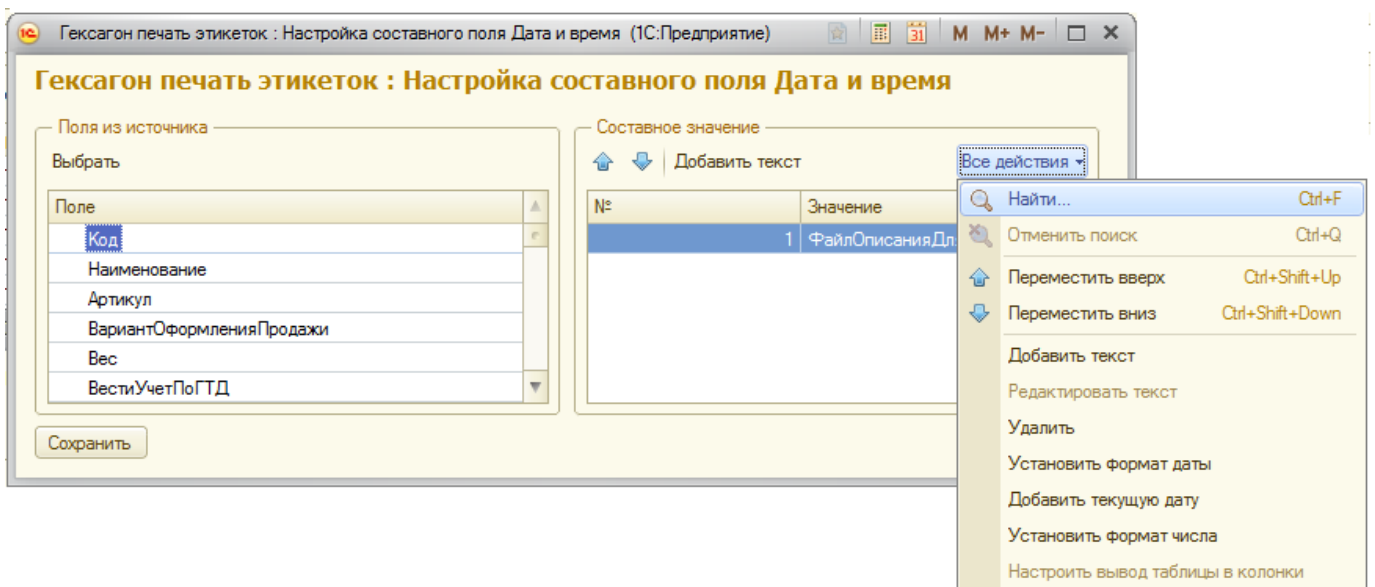 Гексагон печать этикеток : Настройка составного поля Дата и время (1С:Предприятие) 31 M M+ M-
Гексагон печать этикеток : Настройка составного поля Дата и время
Поля из источника
Выбрать
Поле
Код
Наименование
Артикул
ВариантОформленияПродажи
Вес
ВестиУчетПоГТД
Сохранить
Составное значение
Добавить текст Все действия
№ Значение
1 ФайлОписанияДл
Найти... Ctrl+F
Отменить поиск Ctrl+Q
Переместить вверх Ctrl+Shift+Up
Переместить вниз Ctrl+Shift+Down
Добавить текст
Редактировать текст
Удалить
Установить формат даты
Добавить текущую дату
Установить формат числа
Настроить вывод таблицы в колонки